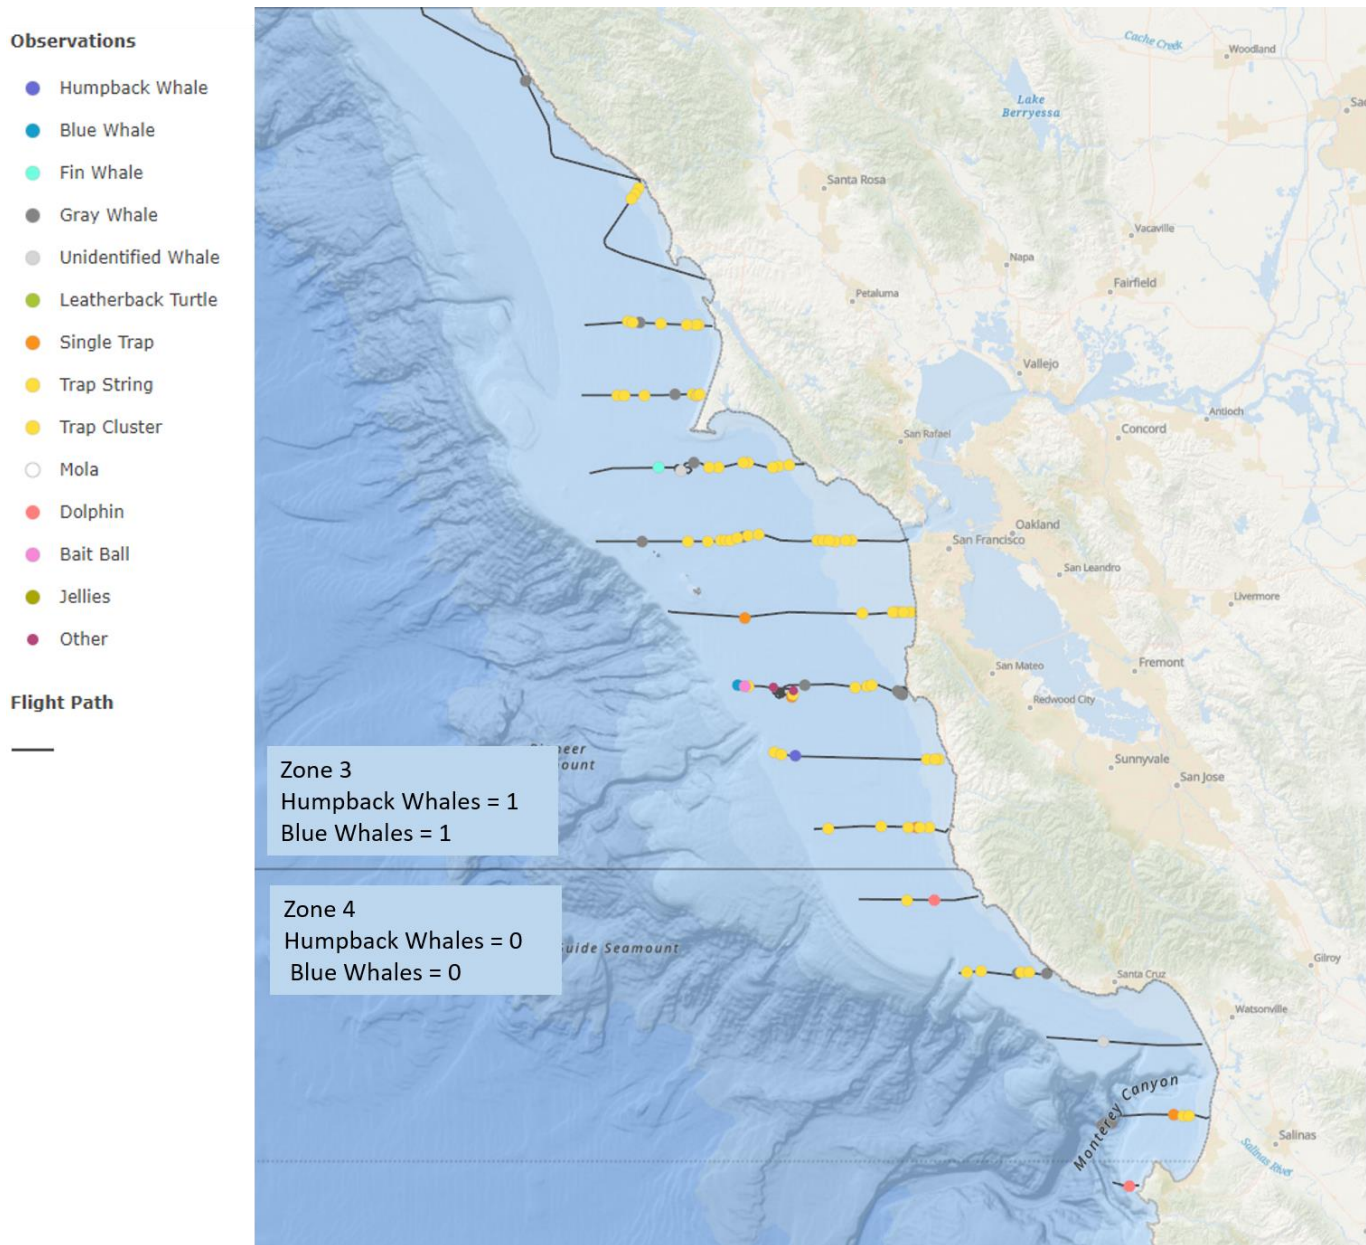 Observations
Humpback Whale
Blue Whale
Fin Whale
Gray Whale
Unidentified Whale
Leatherback Turtle
Single Trap
Trap String
Trap Cluster
Mola
Dolphin
Bait Ball
Jellies
Other
Flight Path
Cache Creek
Woodland
Lake
Berryessa
Santa Rosa
Vacaville
Napa
Fairfield
Petaluma
Vallejo
Antioch
Concord
San Rafael
Oakland
San Francisco
San Leandro
Livermore
San Mateo
Fremont
Redwood City
Sunnyvale
San Jose
Zone 3
Humpback Whales = 1
Blue Whales = 1
Zone 4
Humpback Whales = 0
Blue Whales = 0
Seamount
Gilroy
Santa Cruz
Watsonville
Monterey Canyon
Salinas
Salinas River